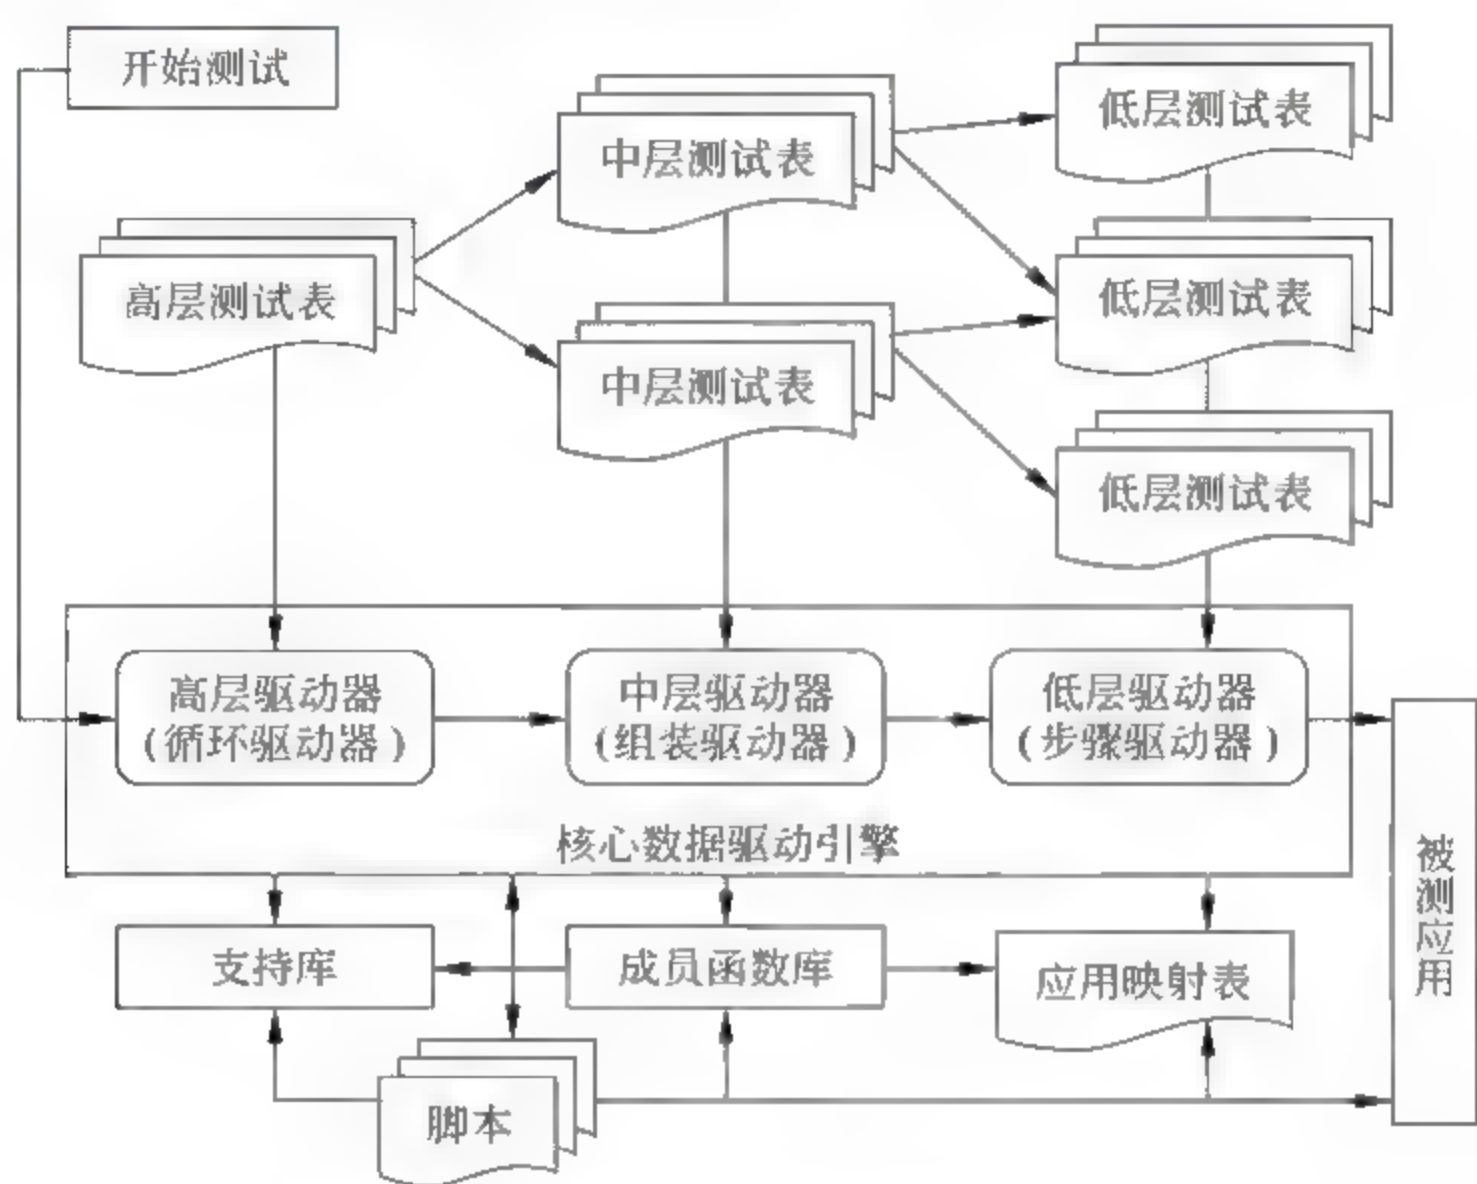 开始测试
低层测试表
中层测试表
高层测试表
低层测试表
中层测试表
低层测试表
高层驱动器
(循环驱动器)
中层驱动器
(组装驱动器)
低层驱动器
(步骤驱动器)
核心数据驱动引擎
被测应用
支持库
成员函数库
应用映射表
脚本